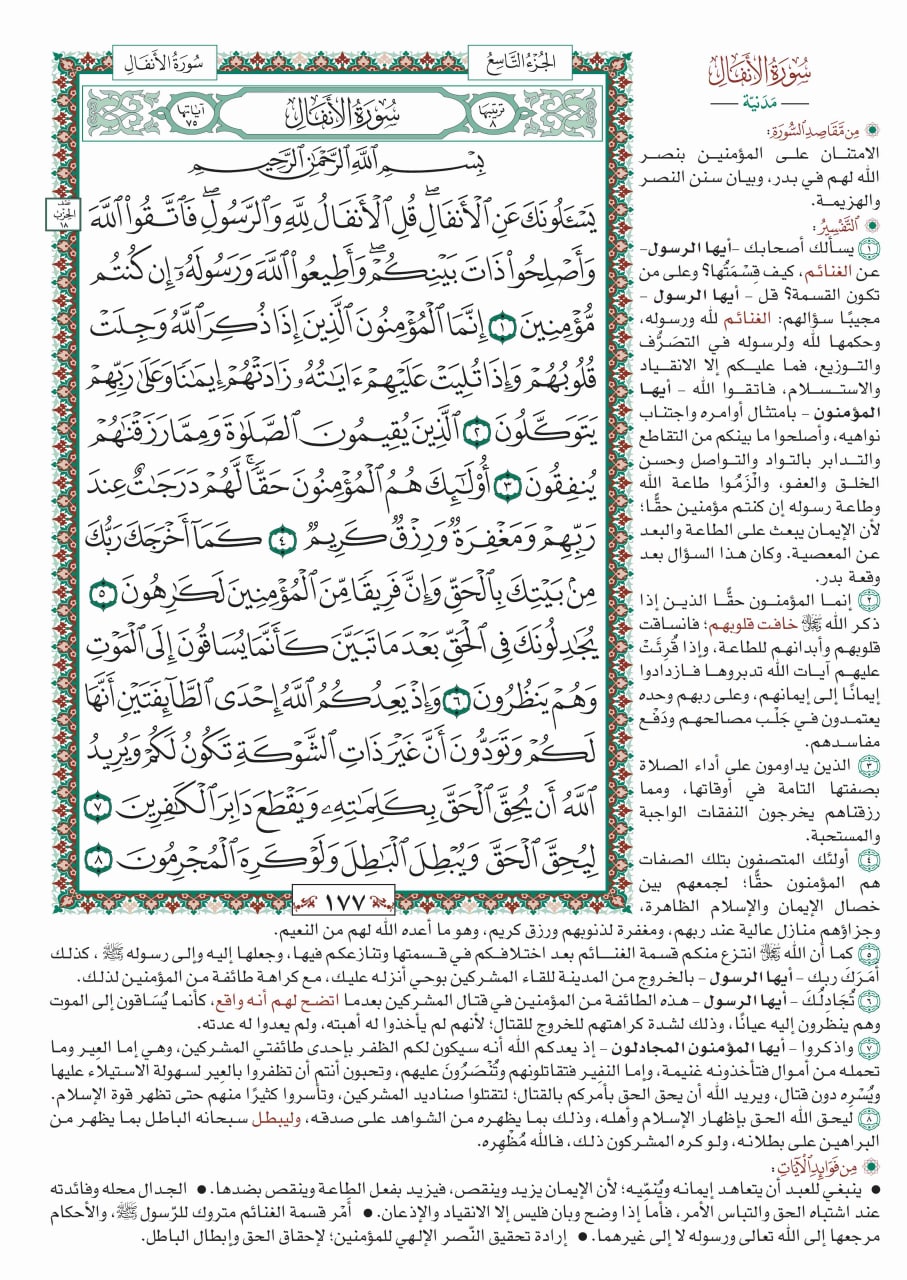 الجُزْءُ التَّاسِعُ
سُورَةُ الأَنفَالِ
ترتيبها ٨
سُورَةُ الأَنفَالِ
آياتها ٧٥
بِسْمِ ٱللَّهِ ٱلرَّحْمَٰنِ ٱلرَّحِيمِ
يَسْـَٔلُونَكَ عَنِ ٱلْأَنفَالِ ۖ قُلِ ٱلْأَنفَالُ لِلَّهِ وَٱلرَّسُولِ ۖ فَٱتَّقُوا۟ ٱللَّهَ
وَأَصْلِحُوا۟ ذَاتَ بَيْنِكُمْ ۖ وَأَطِيعُوا۟ ٱللَّهَ وَرَسُولَهُۥٓ إِن كُنتُم
مُّؤْمِنِينَ ١ إِنَّمَا ٱلْمُؤْمِنُونَ ٱلَّذِينَ إِذَا ذُكِرَ ٱللَّهُ وَجِلَتْ
قُلُوبُهُمْ وَإِذَا تُلِيَتْ عَلَيْهِمْ ءَايَٰتُهُۥ زَادَتْهُمْ إِيمَٰنًا وَعَلَىٰ رَبِّهِمْ
يَتَوَكَّلُونَ ٢ ٱلَّذِينَ يُقِيمُونَ ٱلصَّلَوٰةَ وَمِمَّا رَزَقْنَٰهُمْ
يُنفِقُونَ ٣ أُو۟لَٰٓئِكَ هُمُ ٱلْمُؤْمِنُونَ حَقًّا ۚ لَّهُمْ دَرَجَٰتٌ عِندَ
رَبِّهِمْ وَمَغْفِرَةٌ وَرِزْقٌ كَرِيمٌ ٤ كَمَآ أَخْرَجَكَ رَبُّكَ
مِنۢ بَيْتِكَ بِٱلْحَقِّ وَإِنَّ فَرِيقًا مِّنَ ٱلْمُؤْمِنِينَ لَكَٰرِهُونَ ٥
يُجَٰدِلُونَكَ فِى ٱلْحَقِّ بَعْدَ مَا تَبَيَّنَ كَأَنَّمَا يُسَاقُونَ إِلَى ٱلْمَوْتِ
وَهُمْ يَنظُرُونَ ٦ وَإِذْ يَعِدُكُمُ ٱللَّهُ إِحْدَى ٱلطَّآئِفَتَيْنِ أَنَّهَا
لَكُمْ وَتَوَدُّونَ أَنَّ غَيْرَ ذَاتِ ٱلشَّوْكَةِ تَكُونُ لَكُمْ وَيُرِيدُ
ٱللَّهُ أَن يُحِقَّ ٱلْحَقَّ بِكَلِمَٰتِهِۦ وَيَقْطَعَ دَابِرَ ٱلْكَٰفِرِينَ ٧
لِيُحِقَّ ٱلْحَقَّ وَيُبْطِلَ ٱلْبَٰطِلَ وَلَوْ كَرِهَ ٱلْمُجْرِمُونَ ٨
١٧٧
نصف
الحِزْب
١٨
سُورَةُ الأَنفَالِ
مَدَنيّة
مِن مَّقَاصِدِ السُّورَةِ:
الامتنان على المؤمنين بنصر
الله لهم في بدر، وبيان سنن النصر
والهزيمة.
التَّفْسِيرُ:
١ يسألك أصحابك -أيها الرسول-
عن الغنائم، كيف قِسْمَتُها؟ وعلى من
تكون القسمة؟ قل - أيها الرسول -
مجيبًا سؤالهم: الغنائم لله ورسوله،
وحكمها لله ولرسوله في التصَرُّف
والتوزيع، فما عليكم إلا الانقياد
والاستسلام، فاتقوا الله - أيها
المؤمنون - بامتثال أوامره واجتناب
نواهيه، وأصلحوا ما بينكم من التقاطع
والتدابر بالتواد والتواصل وحسن
الخلق والعفو، والْزَمُوا طاعة الله
وطاعة رسوله إن كنتم مؤمنين حقًّا؛
لأن الإيمان يبعث على الطاعة والبعد
عن المعصية. وكان هذا السؤال بعد
وقعة بدر.
٢ إنما المؤمنون حقًّا الذين إذا
ذكر الله ﷻ خافت قلوبهم؛ فانساقت
قلوبهم وأبدانهم للطاعة، وإذا قُرِئَتْ
عليهم آيات الله تدبروها فازدادوا
إيمانًا إلى إيمانهم، وعلى ربهم وحده
يعتمدون في جَلْب مصالحهم ودَفْع
مفاسدهم.
٣ الذين يداومون على أداء الصلاة
بصفتها التامة في أوقاتها، ومما
رزقناهم يخرجون النفقات الواجبة
والمستحبة.
٤ أولئك المتصفون بتلك الصفات
هم المؤمنون حقًّا؛ لجمعهم بين
خصال الإيمان والإسلام الظاهرة،
وجزاؤهم منازل عالية عند ربهم، ومغفرة لذنوبهم ورزق كريم، وهو ما أعده الله لهم من النعيم.
٥ كما أن الله ﷻ انتزع منكم قسمة الغنائم بعد اختلافكم في قسمتها وتنازعكم فيها، وجعلها إليه وإلى رسوله ﷺ، كذلك
أمَرَكَ ربك - أيها الرسول - بالخروج من المدينة للقاء المشركين بوحي أنزله عليك، مع كراهة طائفة من المؤمنين لذلك.
٦ تُجَادِلُكَ - أيها الرسول - هذه الطائفة من المؤمنين في قتال المشركين بعدما اتضح لهم أنه واقع، كأنما يُسَاقون إلى الموت
وهم ينظرون إليه عيانًا، وذلك لشدة كراهتهم للخروج للقتال؛ لأنهم لم يأخذوا له أهبته، ولم يعدوا له عدته.
٧ واذكروا - أيها المؤمنون المجادلون - إذ يعدكم الله أنه سيكون لكم الظفر بإحدى طائفتي المشركين، وهي إما العِير وما
تحمله من أموال فتأخذونه غنيمة، وإما النفِير فتقاتلونهم وتُنْصَرُونَ عليهم، وتحبون أنتم أن تظفروا بالعِير لسهولة الاستيلاء عليها
ويُسْرِه دون قتال، ويريد الله أن يحق الحق بأمركم بالقتال؛ لتقتلوا صناديد المشركين، وتأسروا كثيرًا منهم حتى تظهر قوة الإسلام.
٨ ليحق الله الحق بإظهار الإسلام وأهله، وذلك بما يظهره من الشواهد على صدقه، وليبطل سبحانه الباطل بما يظهر من
البراهين على بطلانه، ولو كره المشركون ذلك، فالله مُظْهِره.
مِن فَوَائِدِ الآيَاتِ:
• ينبغي للعبد أن يتعاهد إيمانه ويُنمّيه؛ لأن الإيمان يزيد وينقص، فيزيد بفعل الطاعة وينقص بضدها. • الجدال محله وفائدته
عند اشتباه الحق والتباس الأمر، فأما إذا وضح وبان فليس إلا الانقياد والإذعان. • أمْر قسمة الغنائم متروك للرّسول ﷺ، والأحكام
مرجعها إلى الله تعالى ورسوله لا إلى غيرهما. • إرادة تحقيق النّصر الإلهي للمؤمنين؛ لإحقاق الحق وإبطال الباطل.